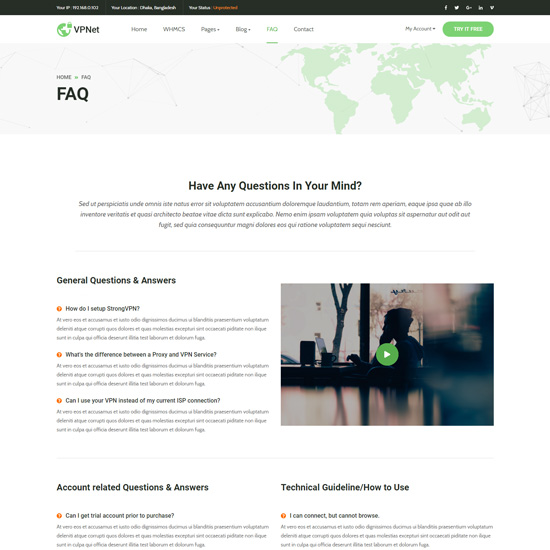 Your IP : 192.168.0.103 Your Location : Dhaka, Bangladesh Your Status : Unprotected
VPNet Home WHMCS Pages Blog FAQ Contact My Account TRY IT FREE
HOME FAQ
FAQ
Have Any Questions In Your Mind?
Sed ut perspiciatis unde omnis iste natus error sit voluptatem accusantium doloremque laudantium, totam rem aperiam, eaque ipsa quae ab illo
inventore veritatis et quasi architecto beatae vitae dicta sunt explicabo. Nemo enim ipsam voluptatem quia voluptas sit aspernatur aut odit aut
fugit, sed quia consequuntur magni dolores eos qui ratione voluptatem sequi nesciunt.
General Questions & Answers
How do I setup StrongVPN?
At vero eos et accusamus et iusto odio dignissimos ducimus ui blanditiis praesentium voluptatum
deleniti atque corrupti quos dolores et quas molestias excepturi sint occaecati piditate non ilique
sunt in culpa qui officia deserunt illitia test laborum et dolorum fuga.
What's the difference between a Proxy and VPN Service?
At vero eos et accusamus et iusto odio dignissimos ducimus ui blanditiis praesentium voluptatum
deleniti atque corrupti quos dolores et quas molestias excepturi sint occaecati piditate non ilique
sunt in culpa qui officia deserunt illitia test laborum et dolorum fuga.
Can I use your VPN instead of my current ISP connection?
At vero eos et accusamus et iusto odio dignissimos ducimus ui blanditiis praesentium voluptatum
deleniti atque corrupti quos dolores et quas molestias excepturi sint occaecati piditate non ilique
sunt in culpa qui officia deserunt illitia test laborum et dolorum fuga.
Account related Questions & Answers
Can I get trial account prior to purchase?
At vero eos et accusamus et iusto odio dignissimos ducimus ui blanditiis praesentium voluptatum
deleniti atque corrupti quos dolores et quas molestias excepturi sint occaecati piditate non ilique
sunt in culpa qui officia deserunt illitia test laborum et dolorum fuga.
Technical Guideline/How to Use
I can connect, but cannot browse.
At vero eos et accusamus et iusto odio dignissimos ducimus ui blanditiis praesentium voluptatum
deleniti atque corrupti quos dolores et quas molestias excepturi sint occaecati piditate non ilique
sunt in culpa qui officia deserunt illitia test laborum et dolorum fuga.